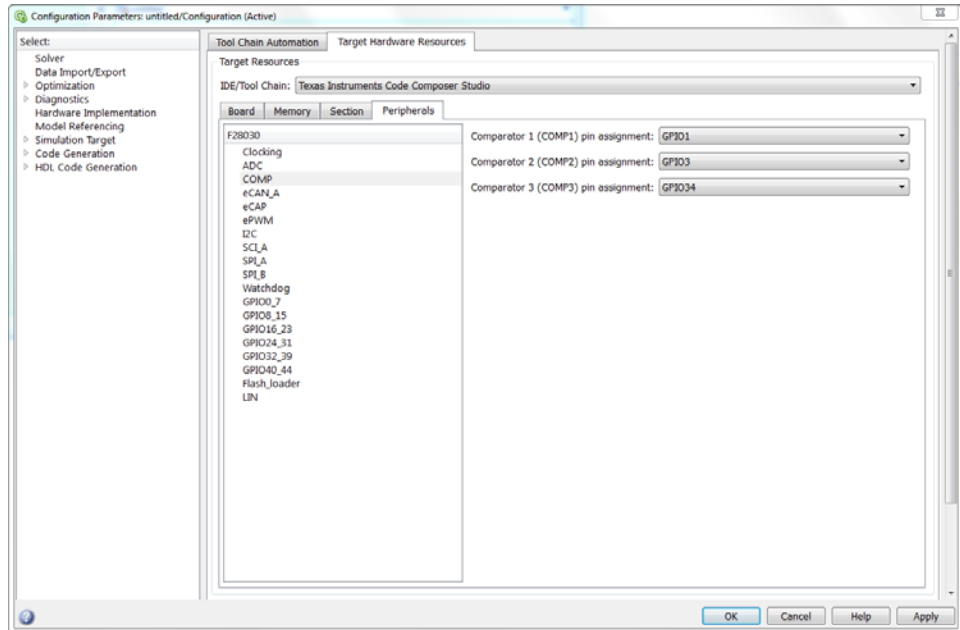 Configuration Parameters: untitled/Configuration (Active)
Select:
Solver
Data Import/Export
Optimization
Diagnostics
Hardware Implementation
Model Referencing
Simulation Target
Code Generation
HDL Code Generation
Tool Chain Automation Target Hardware Resources
Target Resources
IDE/Tool Chain: Texas Instruments Code Composer Studio
Board Memory Section Peripherals
F28030
Clocking
ADC
COMP
eCAN_A
eCAP
ePWM
I2C
SCI_A
SPI_A
SPI_B
Watchdog
GPIO0_7
GPIO8_15
GPIO16_23
GPIO24_31
GPIO32_39
GPIO40_44
Flash_loader
LIN
Comparator 1 (COMP1) pin assignment: GPIO1
Comparator 2 (COMP2) pin assignment: GPIO3
Comparator 3 (COMP3) pin assignment: GPIO34
OK Cancel Help Apply